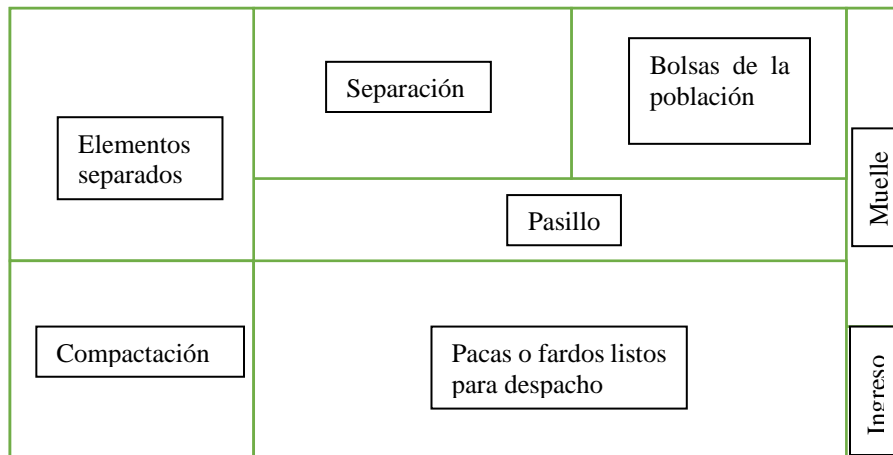 Separación
Bolsas de la
población
Elementos
separados
Muelle
Pasillo
Compactación
Pacas o fardos listos
para despacho
Ingreso